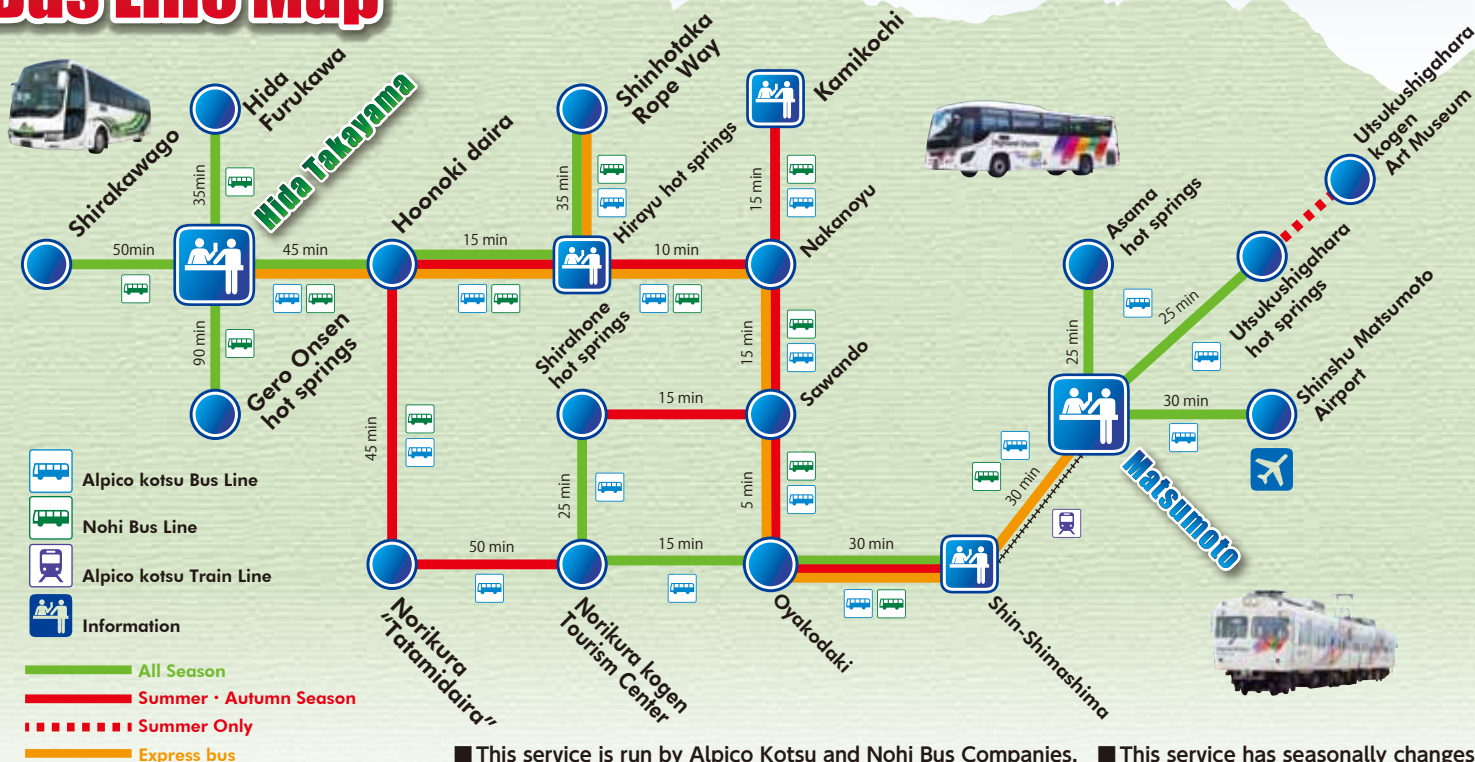 Bus Line Map
Hida
Furukawa
Shirakawago
Hida Takayama
Hoonoki daira
Shinhotaka
Rope Way
Hirayu hot springs
Kamikochi
Nakanoyu
Utsukushigahara
kogen
Art Museum
Asama
hot springs
Utsukushigahara
hot springs
Shinshu Matsumoto
Airport
35min
50min
45 min
90 min
15 min
35 min
10 min
15 min
Gero Onsen
hot springs
Shirahone
hot springs
15 min
Sawando
15 min
45 min
25 min
5 min
25 min
25 min
30 min
30 min
Matsumoto
Alpico kotsu Bus Line
Nohi Bus Line
Alpico kotsu Train Line
Information
50 min
15 min
30 min
Norikura
"Tatamidaira"
Norikura kogen
Tourism Center
Oyakodaki
Shin-Shimashima
All Season
Summer · Autumn Season
Summer Only
Express bus
■ This service is run by Alpico Kotsu and Nohi Bus Companies. ■ This service has seasonally changes